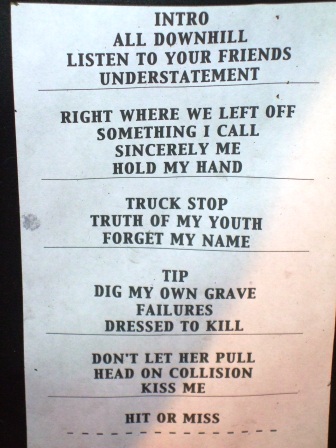 INTRO
ALL DOWNHILL
LISTEN TO YOUR FRIENDS
UNDERSTATEMENT
RIGHT WHERE WE LEFT OFF
SOMETHING I CALL
SINCERELY ME
HOLD MY HAND
TRUCK STOP
TRUTH OF MY YOUTH
FORGET MY NAME
TIP
DIG MY OWN GRAVE
FAILURES
DRESSED TO KILL
DON'T LET HER PULL
HEAD ON COLLISION
KISS ME
HIT OR MISS